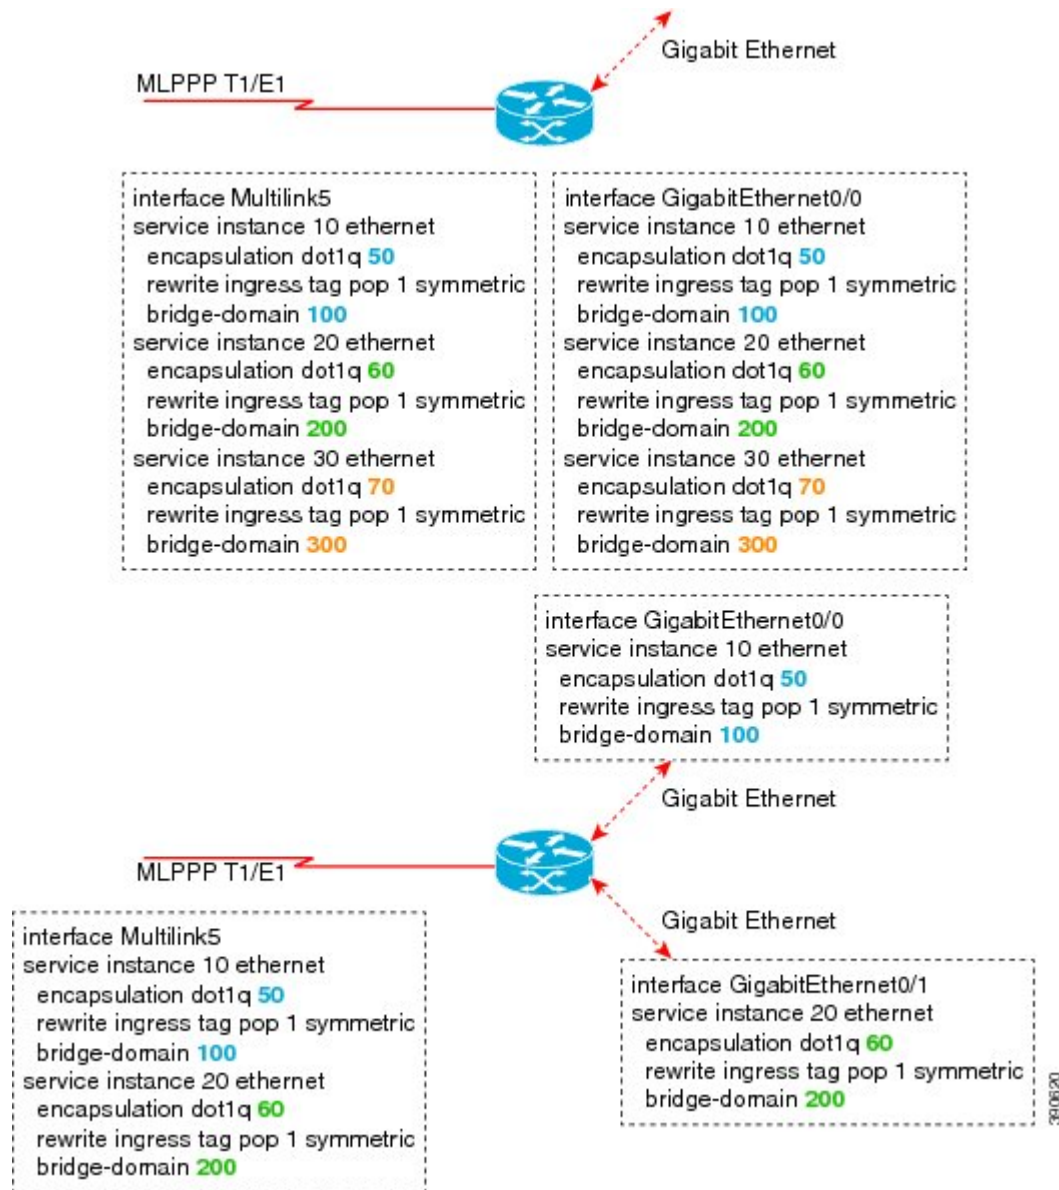 Gigabit Ethernet
MLPPP T1/E1
interface Multilink5
service instance 10 ethernet
encapsulation dot1q 50
rewrite ingress tag pop 1 symmetric
bridge-domain 100
service instance 20 ethernet
encapsulation dot1q 60
rewrite ingress tag pop 1 symmetric
bridge-domain 200
service instance 30 ethernet
encapsulation dot1q 70
rewrite ingress tag pop 1 symmetric
bridge-domain 300
interface GigabitEthernet0/0
service instance 10 ethernet
encapsulation dot1q 50
rewrite ingress tag pop 1 symmetric
bridge-domain 100
service instance 20 ethernet
encapsulation dot1q 60
rewrite ingress tag pop 1 symmetric
bridge-domain 200
service instance 30 ethernet
encapsulation dot1q 70
rewrite ingress tag pop 1 symmetric
bridge-domain 300
interface GigabitEthernet0/0
service instance 10 ethernet
encapsulation dot1q 50
rewrite ingress tag pop 1 symmetric
bridge-domain 100
Gigabit Ethernet
MLPPP T1/E1
Gigabit Ethernet
interface Multilink5
service instance 10 ethernet
encapsulation dot1q 50
rewrite ingress tag pop 1 symmetric
bridge-domain 100
service instance 20 ethernet
encapsulation dot1q 60
rewrite ingress tag pop 1 symmetric
bridge-domain 200
interface GigabitEthernet0/1
service instance 20 ethernet
encapsulation dot1q 60
rewrite ingress tag pop 1 symmetric
bridge-domain 200
390620